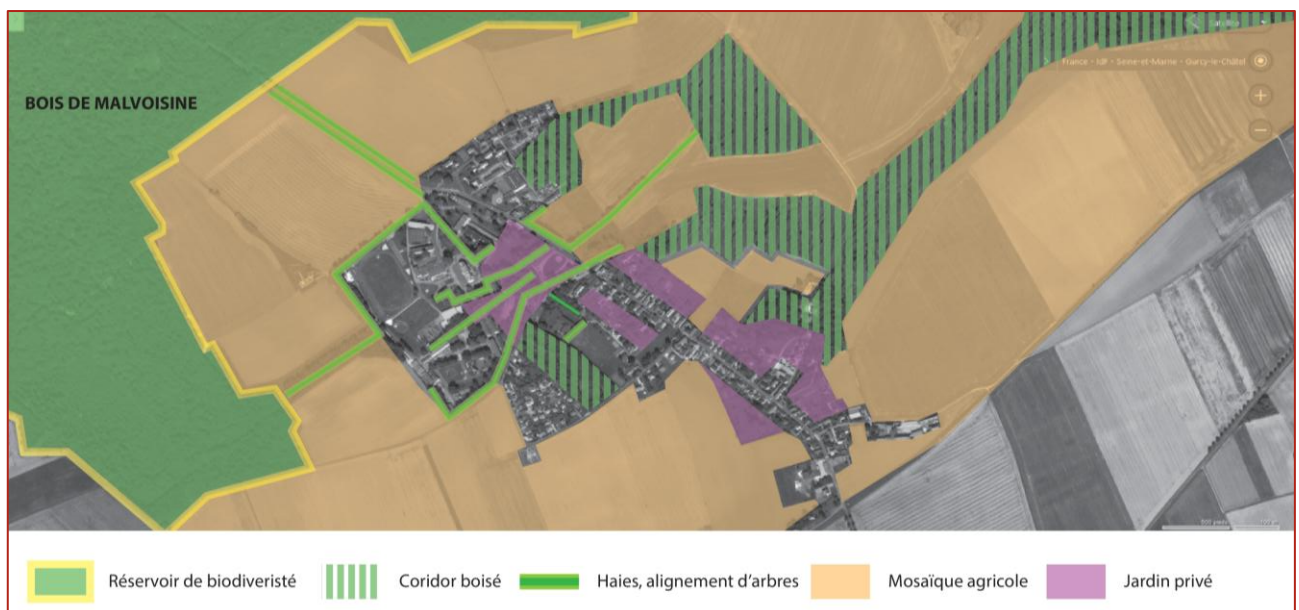 Satellite
France - IdF - Seine-et-Marne - Gurcy-le-Châtel
BOIS DE MALVOISINE
Réservoir de biodiveristé
Coridor boisé
Haies, alignement d'arbres
Mosaïque agricole
Jardin privé